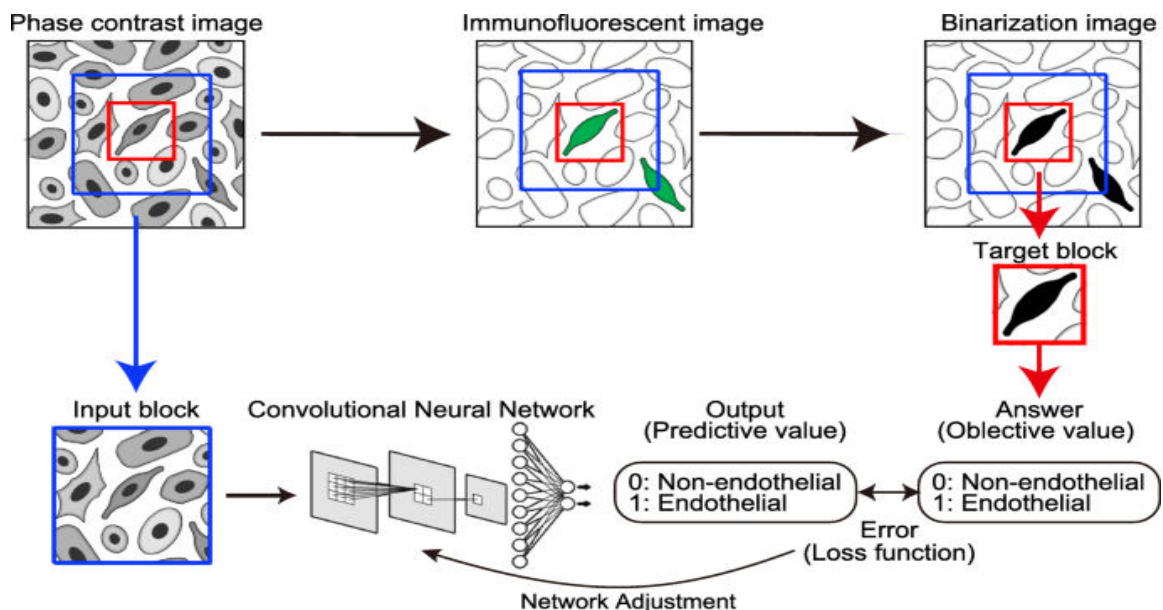 Phase contrast image
Immunofluorescent image
Binarization image
Target block
Input block
Convolutional Neural Network
Output
(Predictive value)
Answer
(Oblective value)
0: Non-endothelial
1: Endothelial
0: Non-endothelial
1: Endothelial
Error
(Loss function)
Network Adjustment